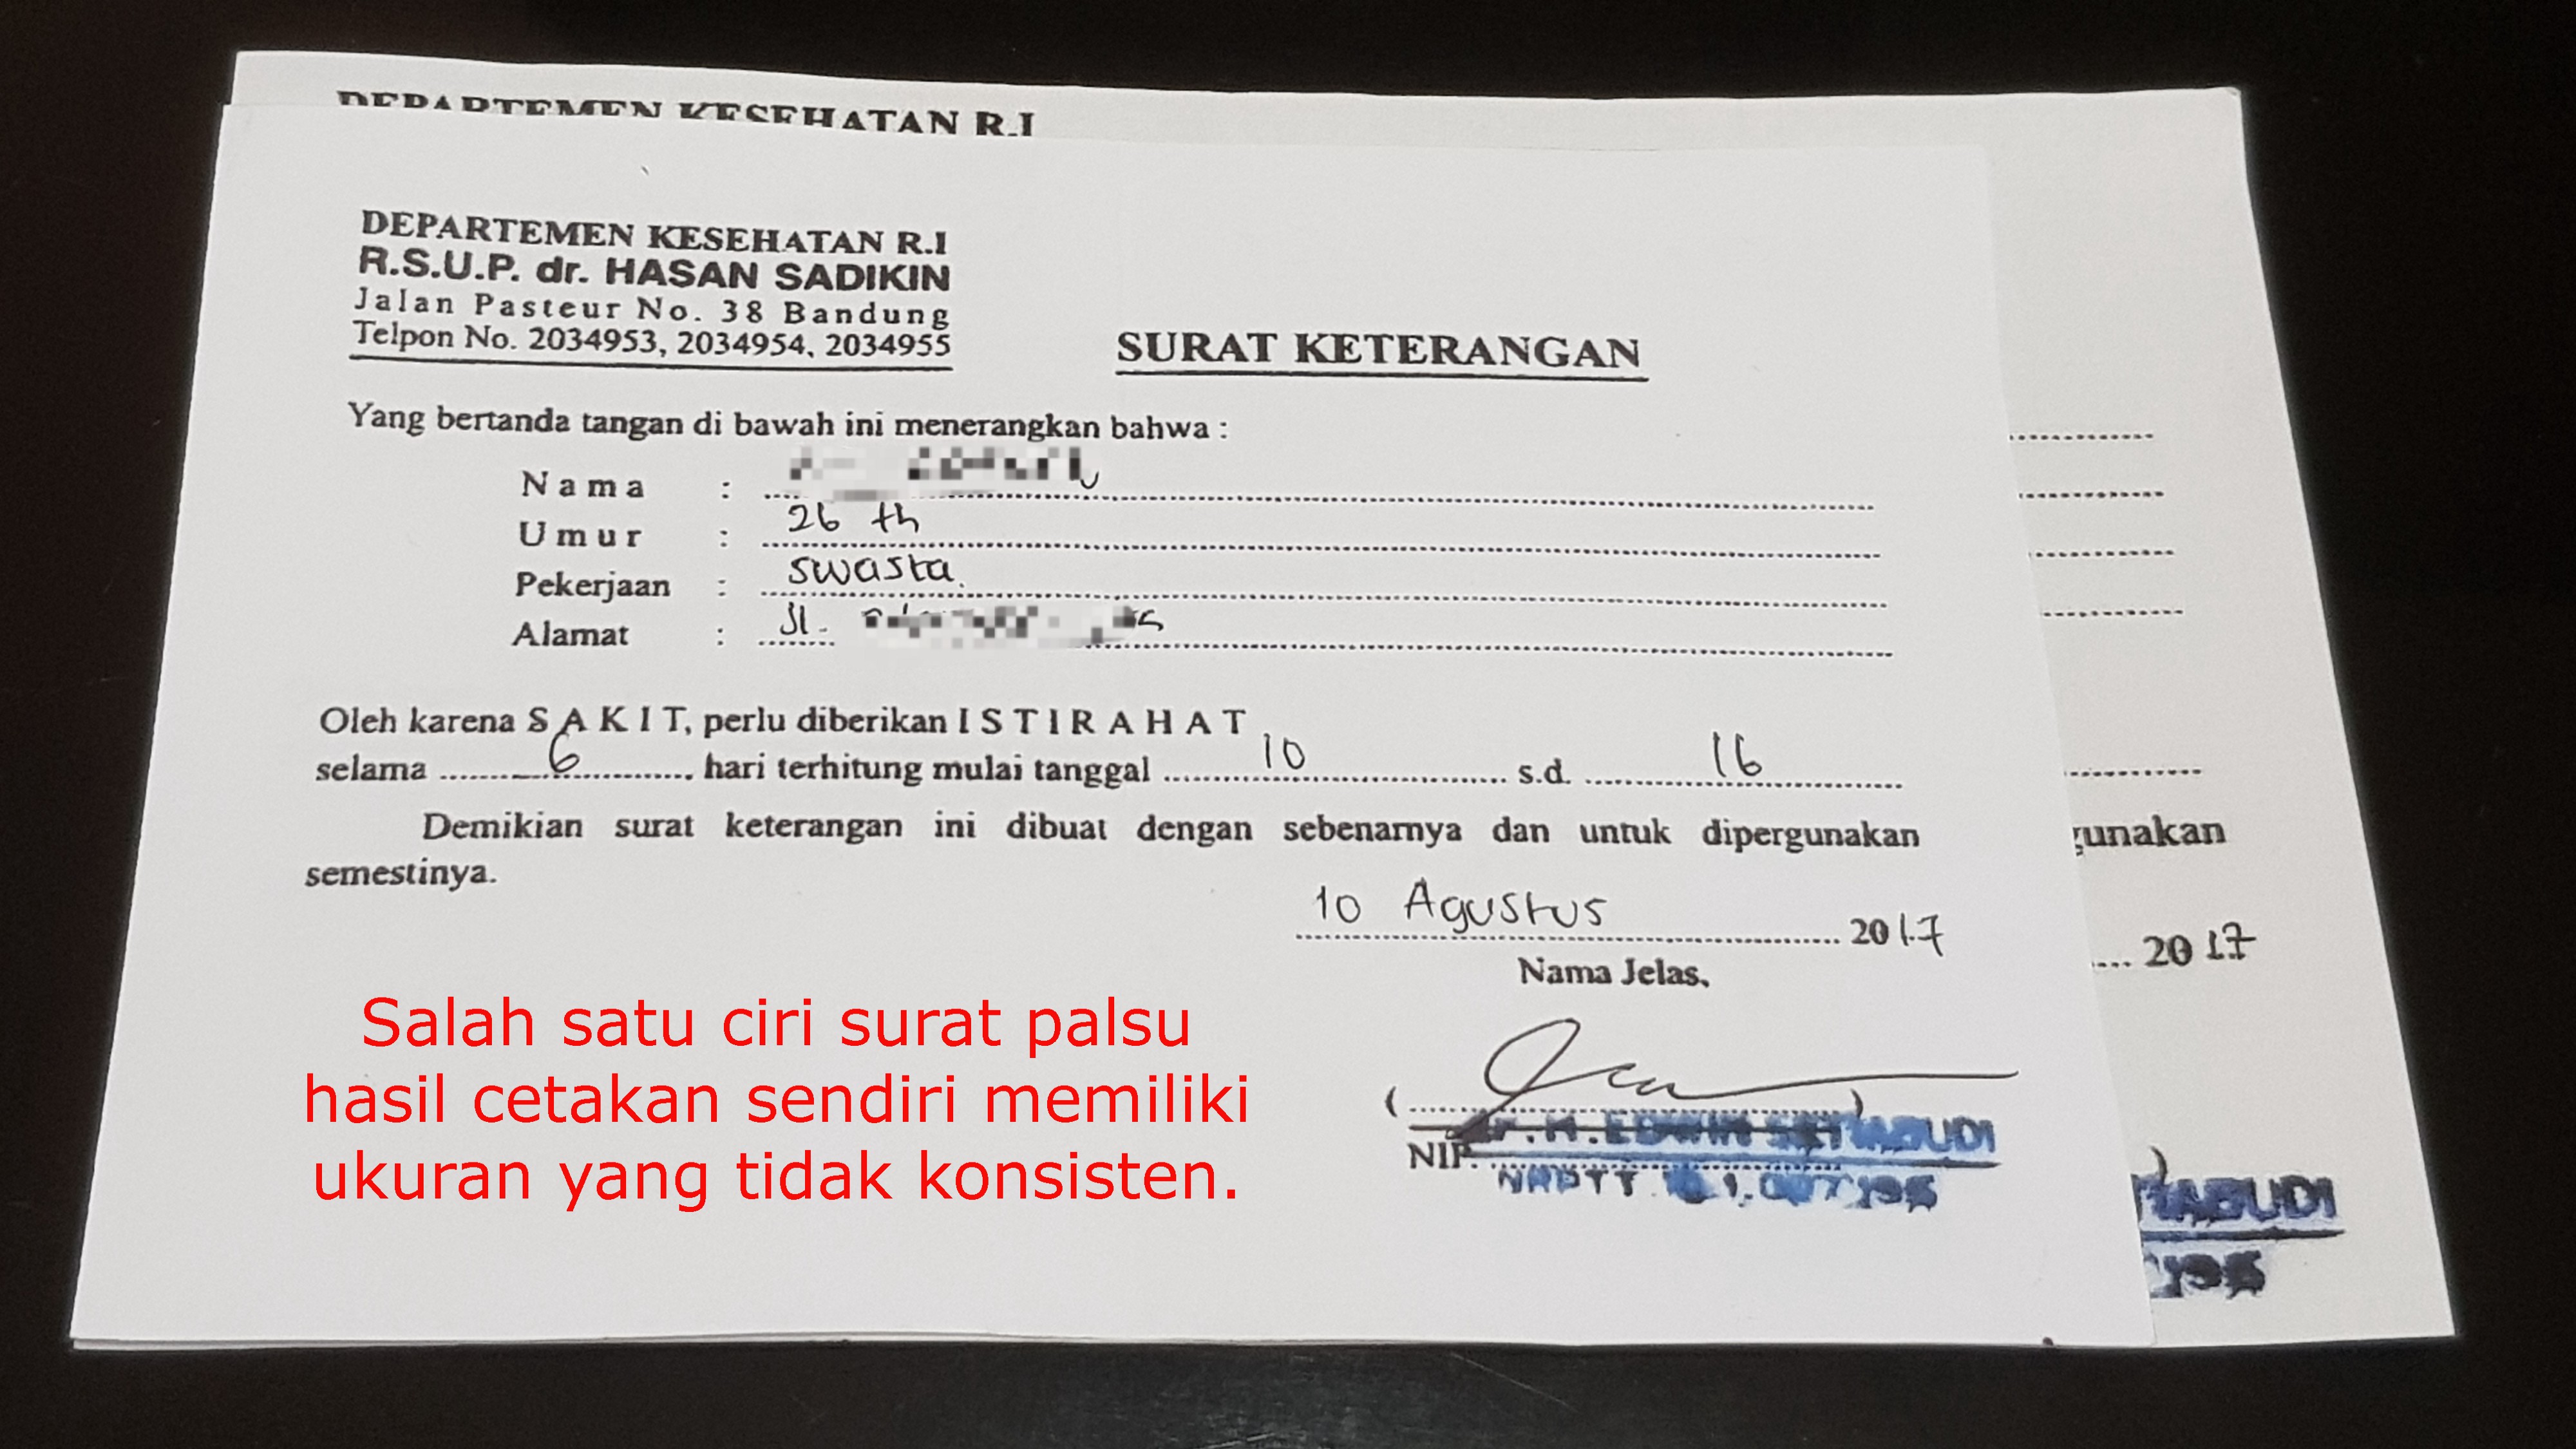 DEPARTEMEN KESEHATAN R.I
DEPARTEMEN KESEHATAN R.I
R.S.U.P. dr. HASAN SADIKIN
Jalan Pasteur No. 38 Bandung
Telpon No. 2034953, 2034954, 2034955
SURAT KETERANGAN
Yang bertanda tangan di bawah ini menerangkan bahwa :
Nama :
Umur : 26 th
Pekerjaan : swasta.
Alamat : Jl.
Oleh karena S A K I T, perlu diberikan I S T I R A H A T
selama ..... 6 ..... hari terhitung mulai tanggal ..... 10 ..... s.d. ..... 16 .....
Demikian surat keterangan ini dibuat dengan sebenarnya dan untuk dipergunakan
semestinya.
gunakan
10 Agustus ..... 2017
.... 2017
Nama Jelas,
Salah satu ciri surat palsu
hasil cetakan sendiri memiliki
ukuran yang tidak konsisten.
( ..... )
EDWIN SETIABUDI
NIP.
NRPTT